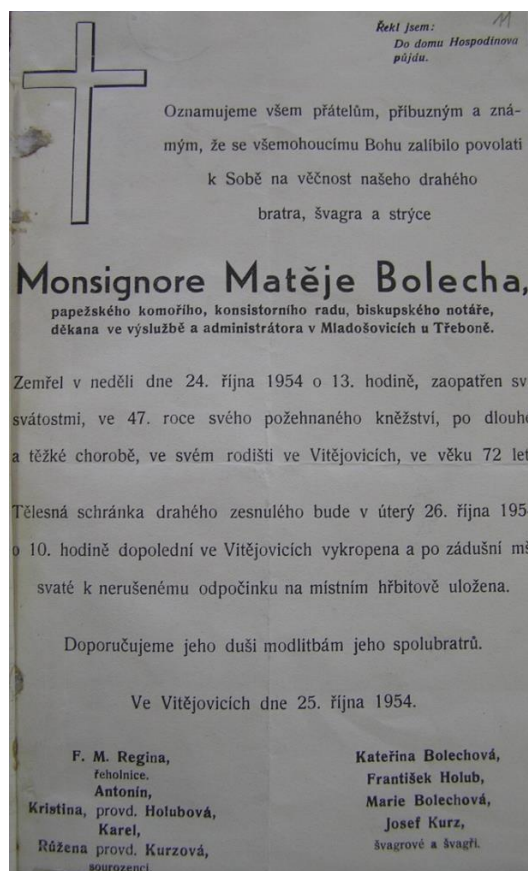 11
Řekl jsem:
Do domu Hospodinova
půjdu.
Oznamujeme všem přátelům, příbuzným a zná-
mým, že se všemohoucímu Bohu zalíbilo povolati
k Sobě na věčnost našeho drahého
bratra, švagra a strýce
Monsignore Matěje Bolecha,
papežského komořího, konsistorního radu, biskupského notáře,
děkana ve výslužbě a administrátora v Mladošovicích u Třeboně.
Zemřel v neděli dne 24. října 1954 o 13. hodině, zaopatřen sv
svátostmi, ve 47. roce svého požehnaného kněžství, po dlouhé
a těžké chorobě, ve svém rodišti ve Vitějovicích, ve věku 72 let
Tělesná schránka drahého zesnulého bude v úterý 26. října 195
o 10. hodině dopolední ve Vitějovicích vykropena a po zádušní mš
svaté k nerušenému odpočinku na místním hřbitově uložena.
Doporučujeme jeho duši modlitbám jeho spolubratrů.
Ve Vitějovicích dne 25. října 1954.
F. M. Regina,
řeholnice,
Antonín,
Kristina, provd. Holubová,
Karel,
Růžena provd. Kurzová,
sourozenci
Kateřina Bolechová,
František Holub,
Marie Bolechová,
Josef Kurz,
švagrové a švagři.